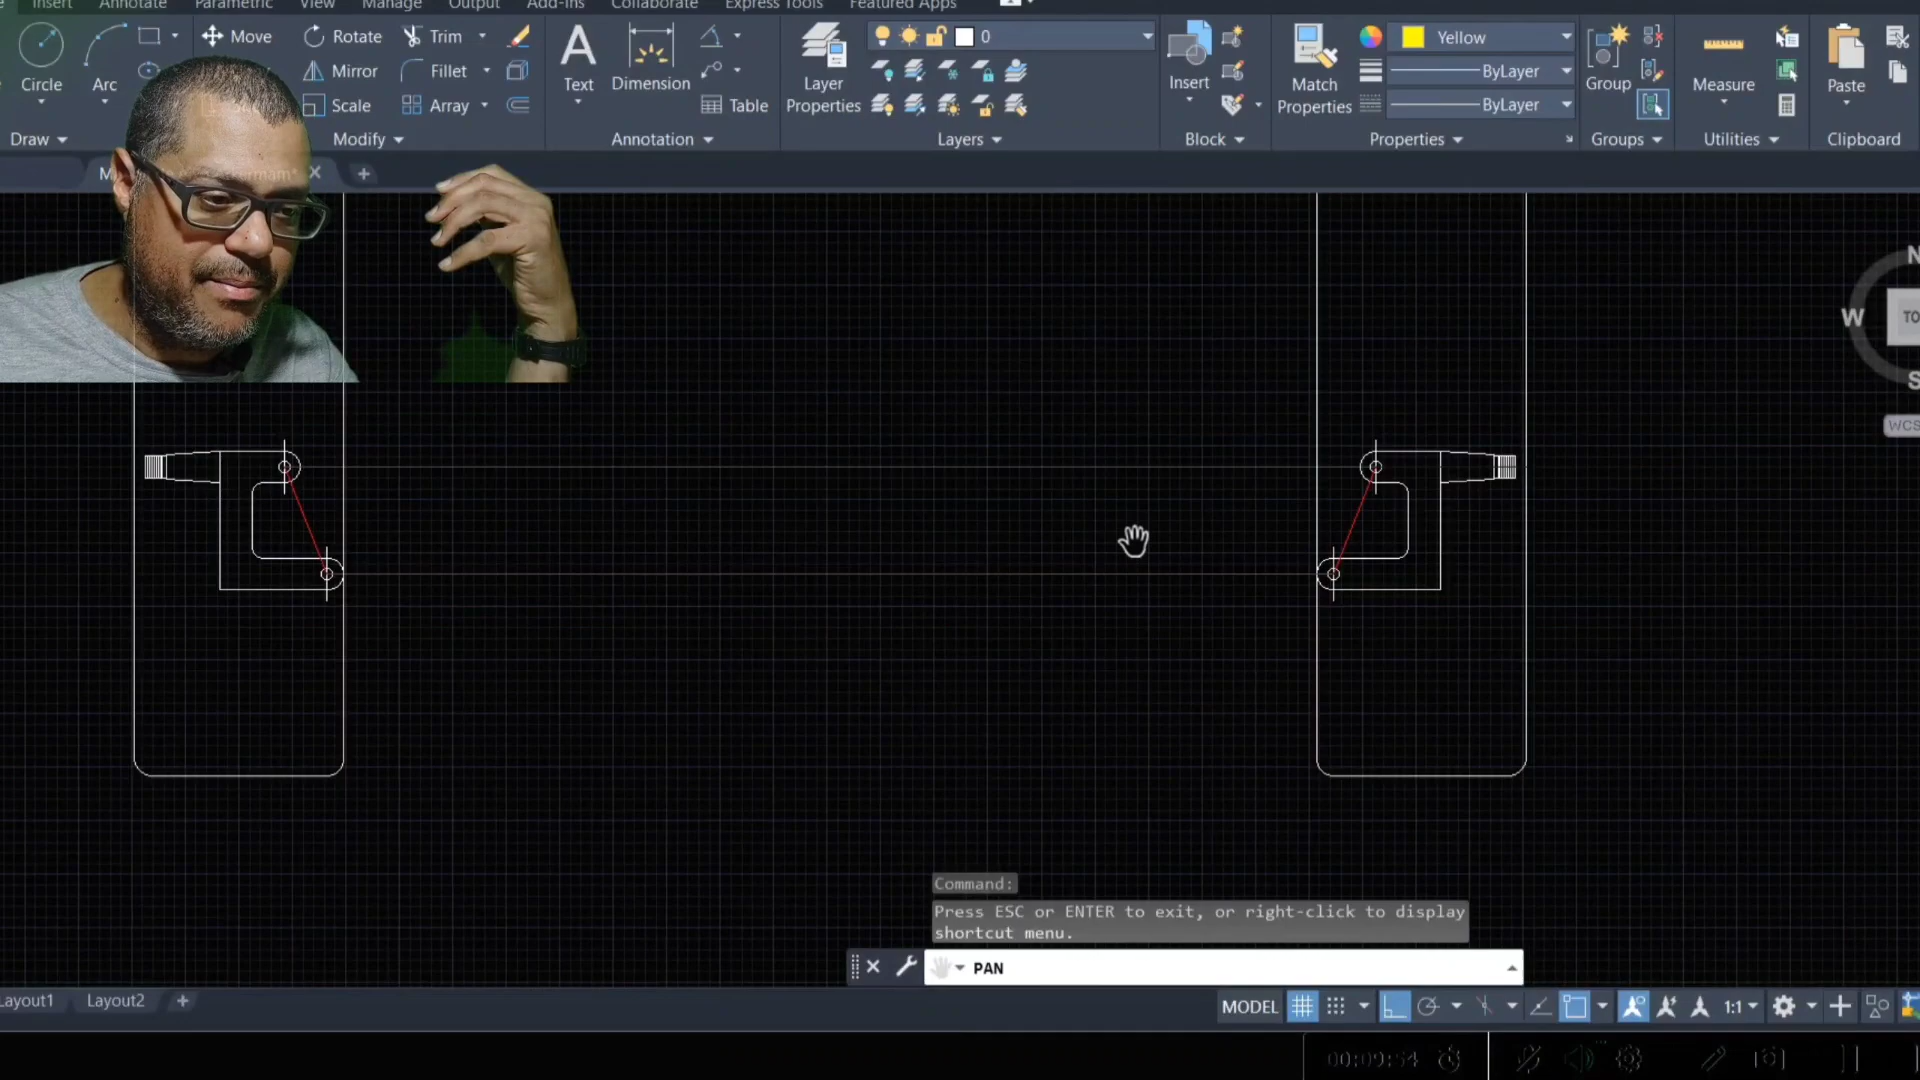 Insert Annotate Parametric View Manage Output Add-ins Collaborate Express Tools Featured Apps
Move Rotate Trim 0 Yellow
Circle Arc Mirror Fillet Text Dimension Layer Properties Insert Match Properties ByLayer Group Measure Paste
Scale Array Table ByLayer
Draw Modify Annotation Layers Block Properties Groups Utilities Clipboard
N
W
S
WCS
Command:
Press ESC or ENTER to exit, or right-click to display
shortcut menu.
PAN
Layout1 Layout2 MODEL 1:1
00:09:54